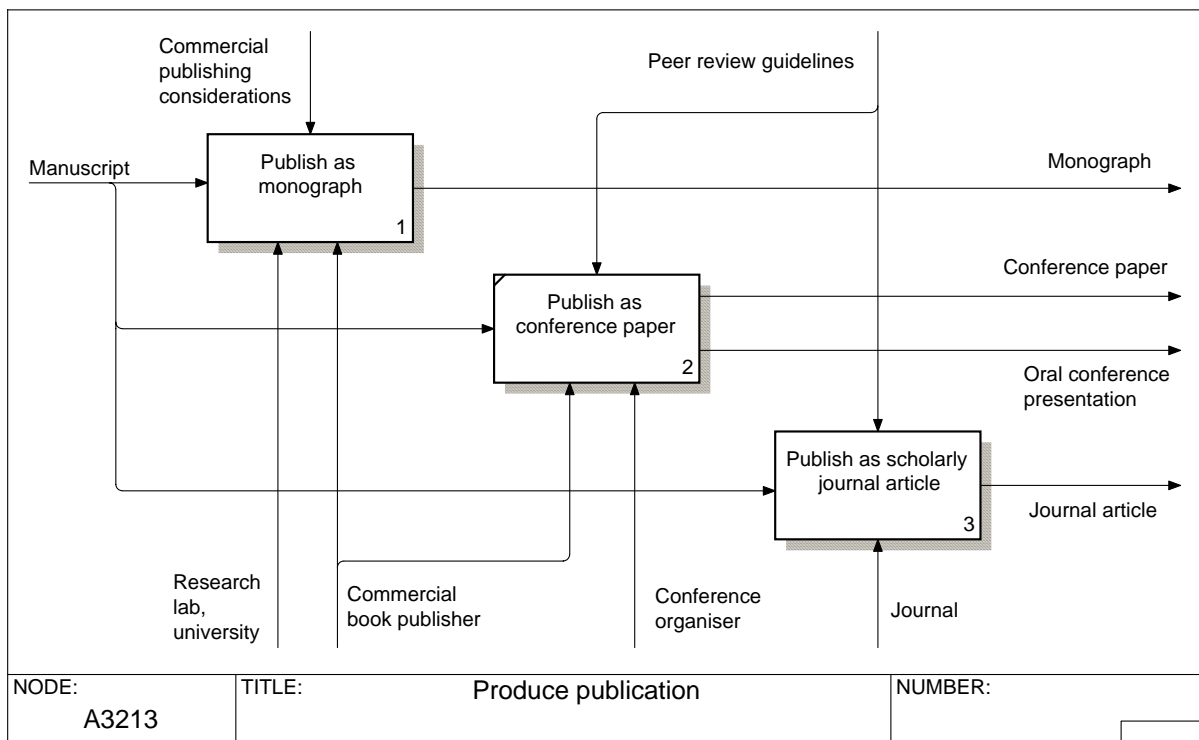 Commercial
publishing
considerations
Peer review guidelines
Manuscript
Publish as
monograph
1
Monograph
Conference paper
Publish as
conference paper
2
Oral conference
presentation
Publish as scholarly
journal article
3
Journal article
Research
lab,
university
Commercial
book publisher
Conference
organiser
Journal
NODE:
A3213
TITLE:
Produce publication
NUMBER: